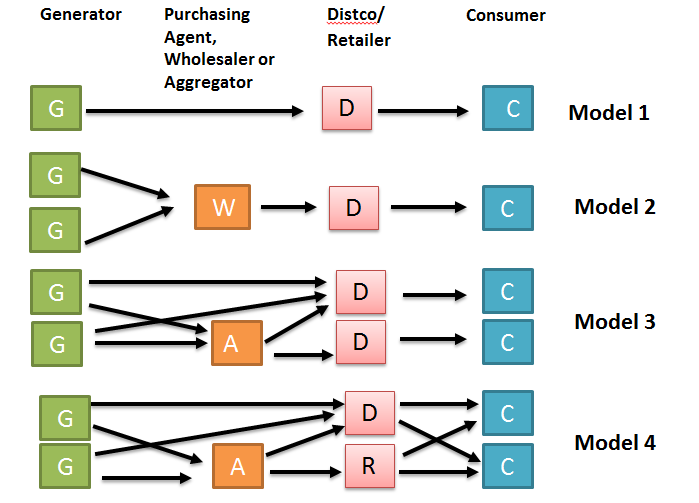 Generator
Purchasing
Agent,
Wholesaler or
Aggregator
Distco/
Retailer
Consumer
G
D
C
Model 1
G
G
W
D
C
Model 2
G
D
C
G
A
D
C
Model 3
G
D
C
G
A
R
C
Model 4